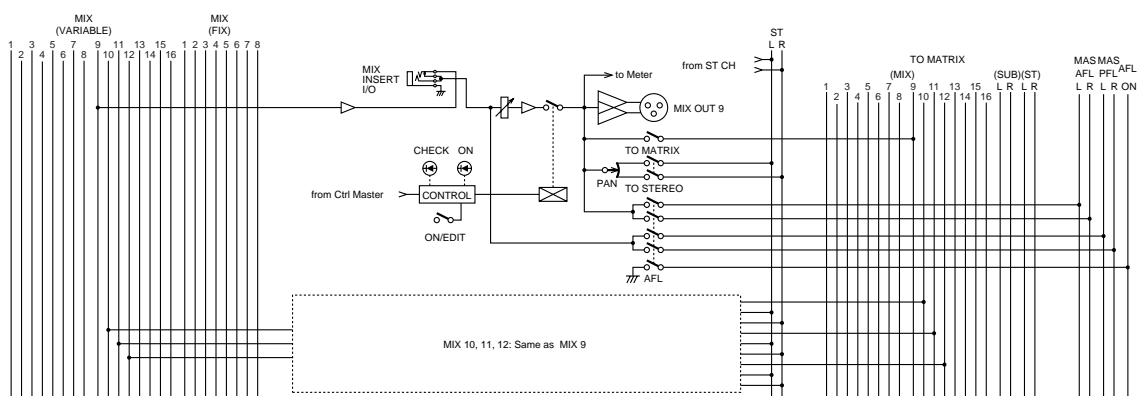 MIX
(VARIABLE)
1 3 5 7 9 11 13 15
2 4 6 8 10 12 14 16
MIX
(FIX)
1 2 3 4 5 6 7 8
MIX
INSERT
I/O
to Meter
MIX OUT 9
ST
L R
from ST CH
TO MATRIX
(MIX)
1 3 5 7 9 11 13 15
2 4 6 8 10 12 14 16
(SUB) (ST)
L R L R
MAS MAS AFL
AFL PFL
L R L R ON
TO MATRIX
PAN
TO STEREO
CHECK ON
from Ctrl Master
CONTROL
ON/EDIT
AFL
MIX 10, 11, 12: Same as MIX 9